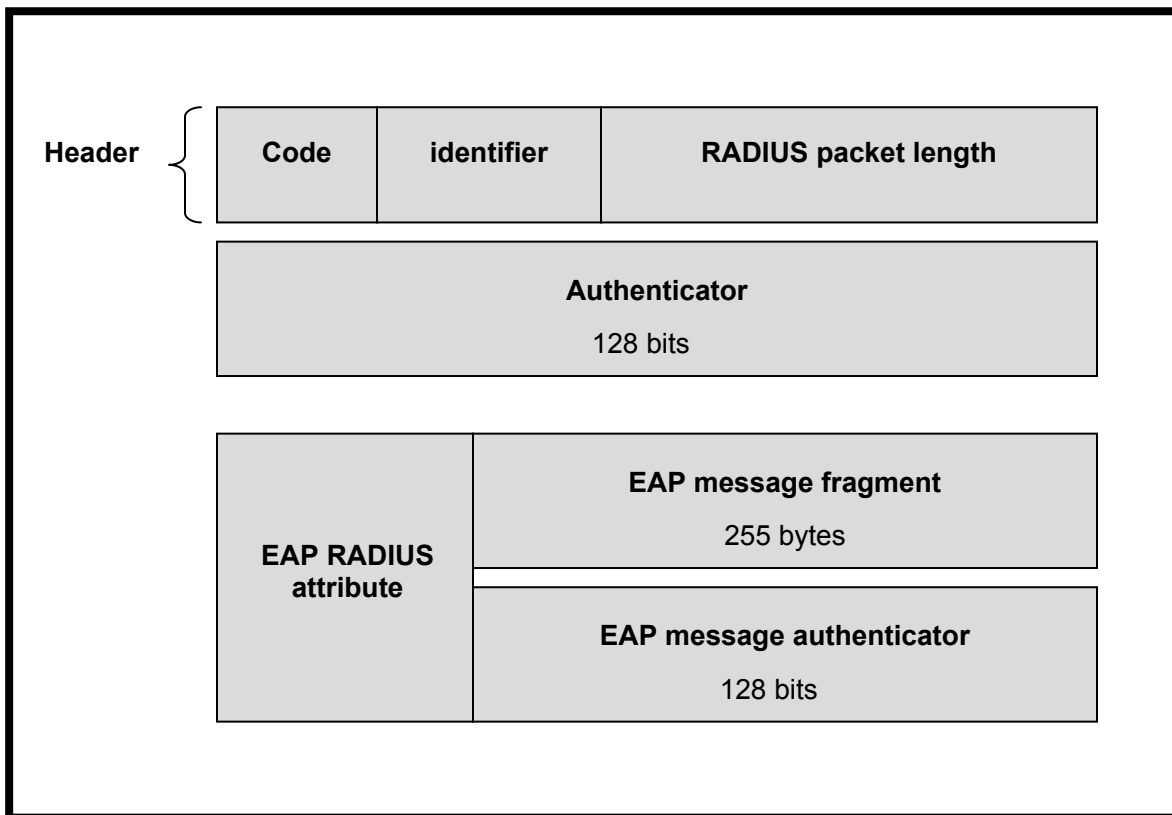 Header
Code
identifier
RADIUS packet length
Authenticator
128 bits
EAP RADIUS
attribute
EAP message fragment
255 bytes
EAP message authenticator
128 bits